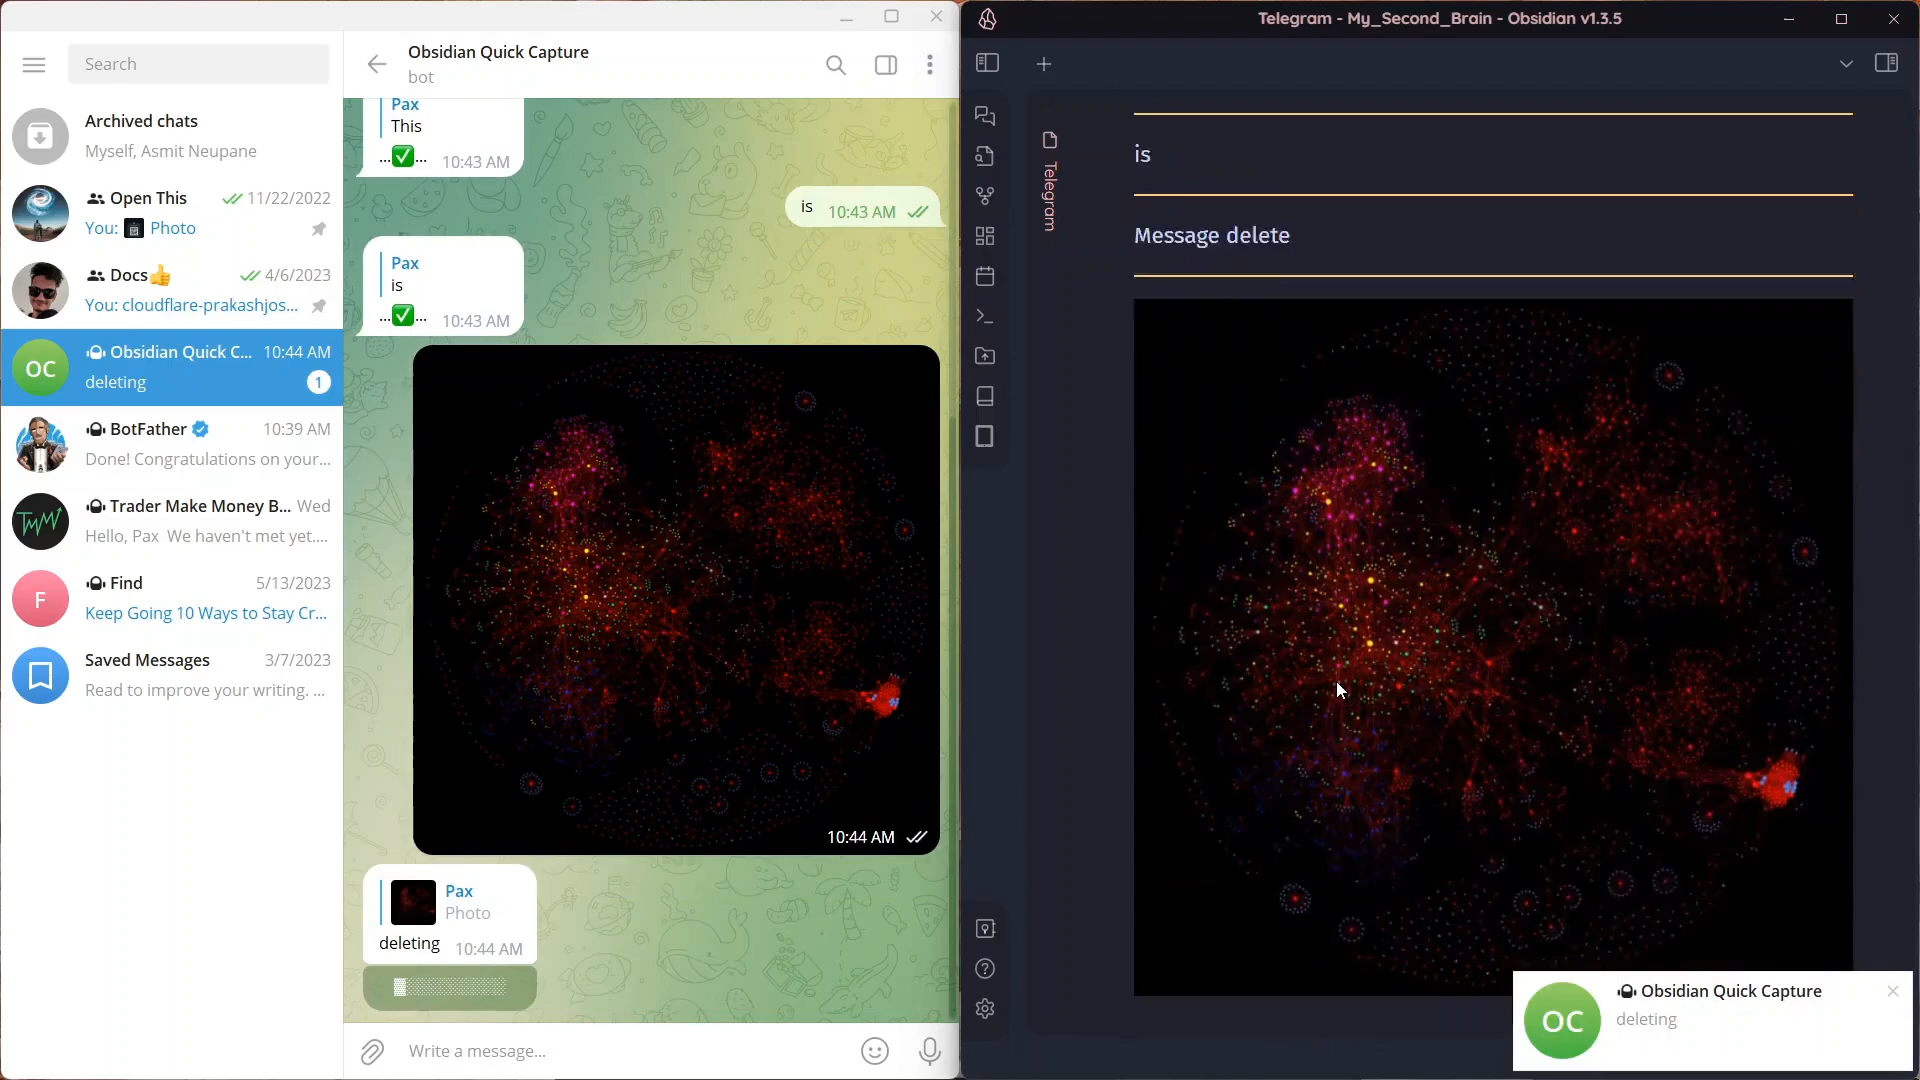 Search
Archived chats
Myself, Asmit Neupane
Open This 11/22/2022
You: Photo
Docs👍 4/6/2023
You: cloudflare-prakashjos...
OC
Obsidian Quick C... 10:44 AM
deleting 1
BotFather 10:39 AM
Done! Congratulations on your...
TMM
Trader Make Money B... Wed
Hello, Pax We haven't met yet....
F
Find 5/13/2023
Keep Going 10 Ways to Stay Cr...
Saved Messages 3/7/2023
Read to improve your writing. ...
Obsidian Quick Capture
bot
Pax
This
...✅... 10:43 AM
is 10:43 AM
Pax
is
...✅... 10:43 AM
10:44 AM
Pax
Photo
deleting 10:44 AM
Write a message...
Telegram - My_Second_Brain - Obsidian v1.3.5
Telegram
is
Message delete
OC
Obsidian Quick Capture
deleting